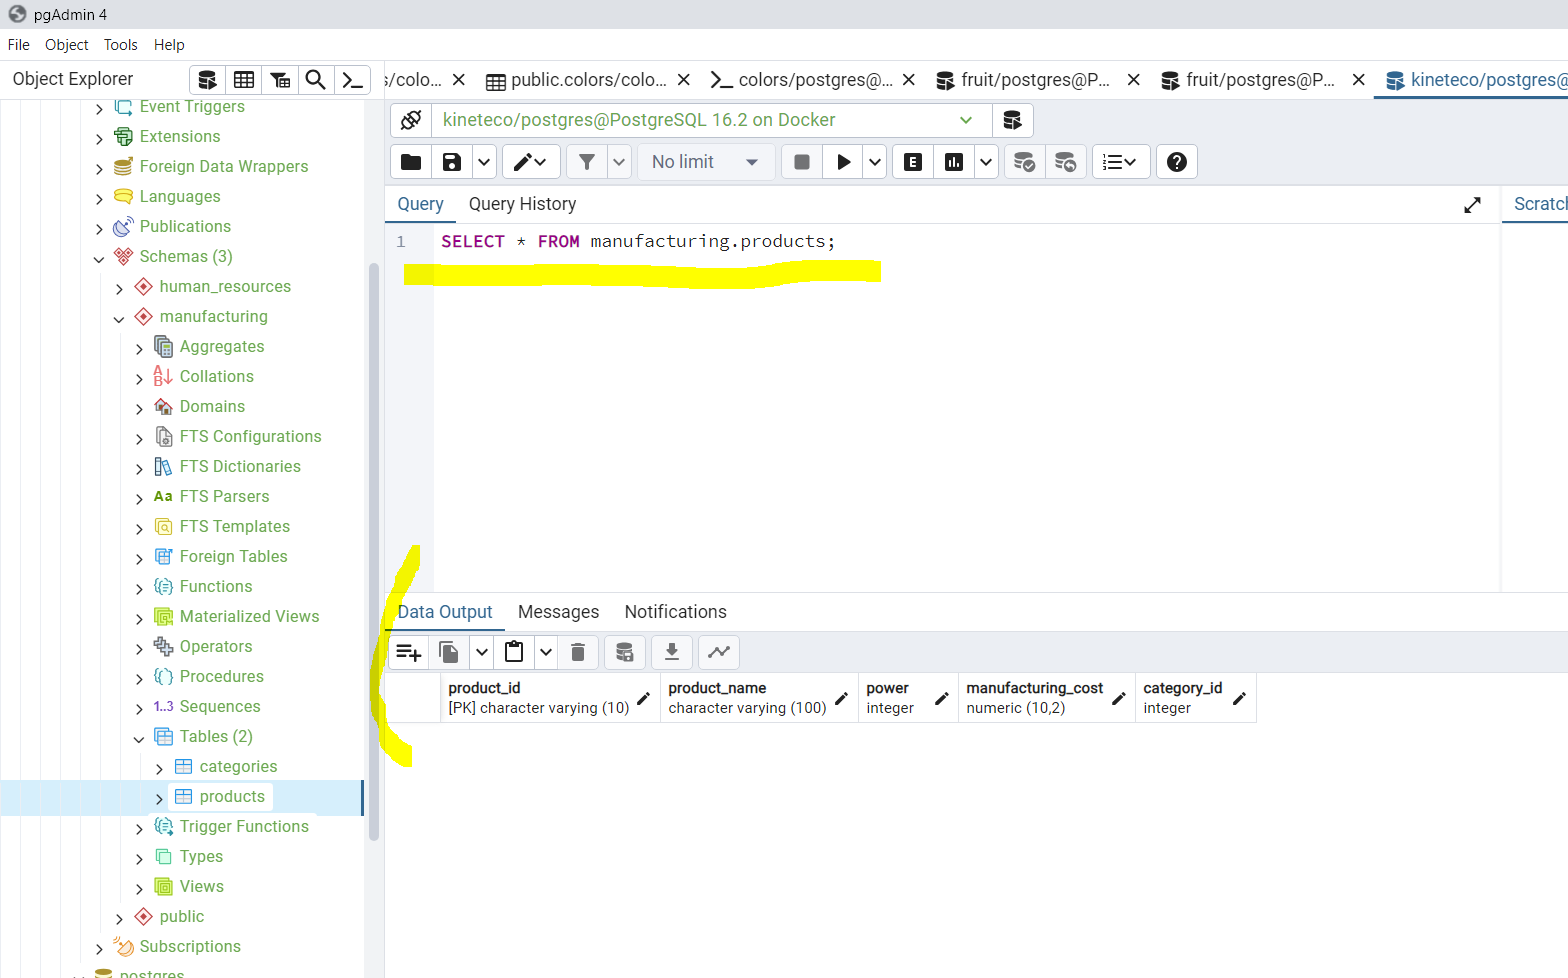 pgAdmin 4
File Object Tools Help
Object Explorer
s/colo... public.colors/colo... colors/postgres@... fruit/postgres@P... fruit/postgres@P... kineteco/postgres@
kineteco/postgres@PostgreSQL 16.2 on Docker
No limit
E
Query Query History
Scratch
1 SELECT * FROM manufacturing.products;
Event Triggers
Extensions
Foreign Data Wrappers
Languages
Publications
Schemas (3)
human_resources
manufacturing
Aggregates
Collations
Domains
FTS Configurations
FTS Dictionaries
Aa FTS Parsers
FTS Templates
Foreign Tables
Functions
Materialized Views
Operators
Procedures
1..3 Sequences
Tables (2)
categories
products
Trigger Functions
Types
Views
public
Subscriptions
postgres
Data Output Messages Notifications
product_id product_name power manufacturing_cost category_id
[PK] character varying (10) character varying (100) integer numeric (10,2) integer